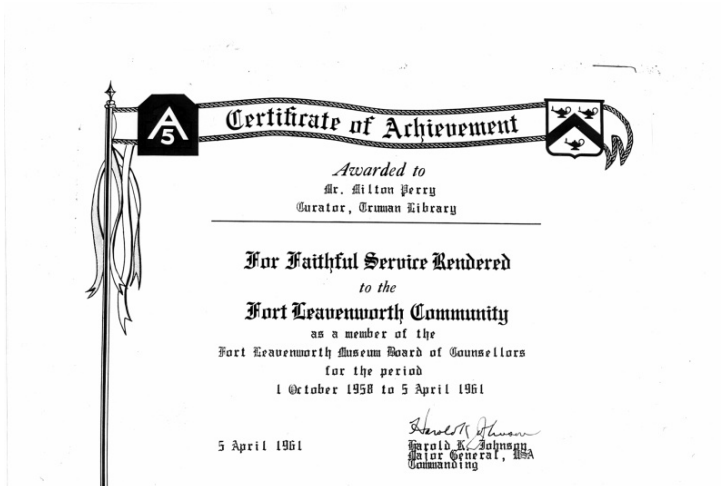 A
5
Certificate of Achievement
Awarded to
Mr. Milton Perry
Curator, Truman Library
For Faithful Service Rendered
to the
Fort Leavenworth Community
as a member of the
Fort Leavenworth Museum Board of Counsellors
for the period
1 October 1958 to 5 April 1961
Harold K. Johnson
5 April 1961
Harold K. Johnson
Major General, USA
Commanding